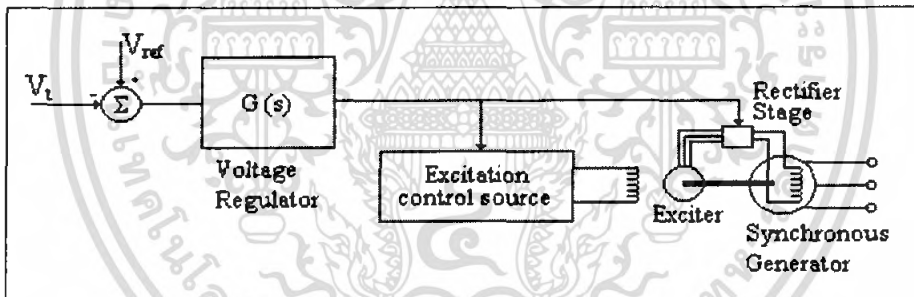 V_ref
V_t
Σ
G(s)
Voltage
Regulator
Excitation
control source
Rectifier
Stage
Exciter
Synchronous
Generator